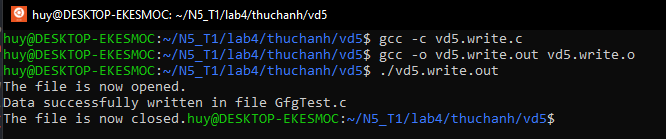 huy@DESKTOP-EKESMOC: ~/N5_T1/lab4/thuchanh/vd5
huy@DESKTOP-EKESMOC:~/N5_T1/lab4/thuchanh/vd5$ gcc -c vd5.write.c
huy@DESKTOP-EKESMOC:~/N5_T1/lab4/thuchanh/vd5$ gcc -o vd5.write.out vd5.write.o
huy@DESKTOP-EKESMOC:~/N5_T1/lab4/thuchanh/vd5$ ./vd5.write.out
The file is now opened.
Data successfully written in file GfgTest.c
The file is now closed.huy@DESKTOP-EKESMOC:~/N5_T1/lab4/thuchanh/vd5$